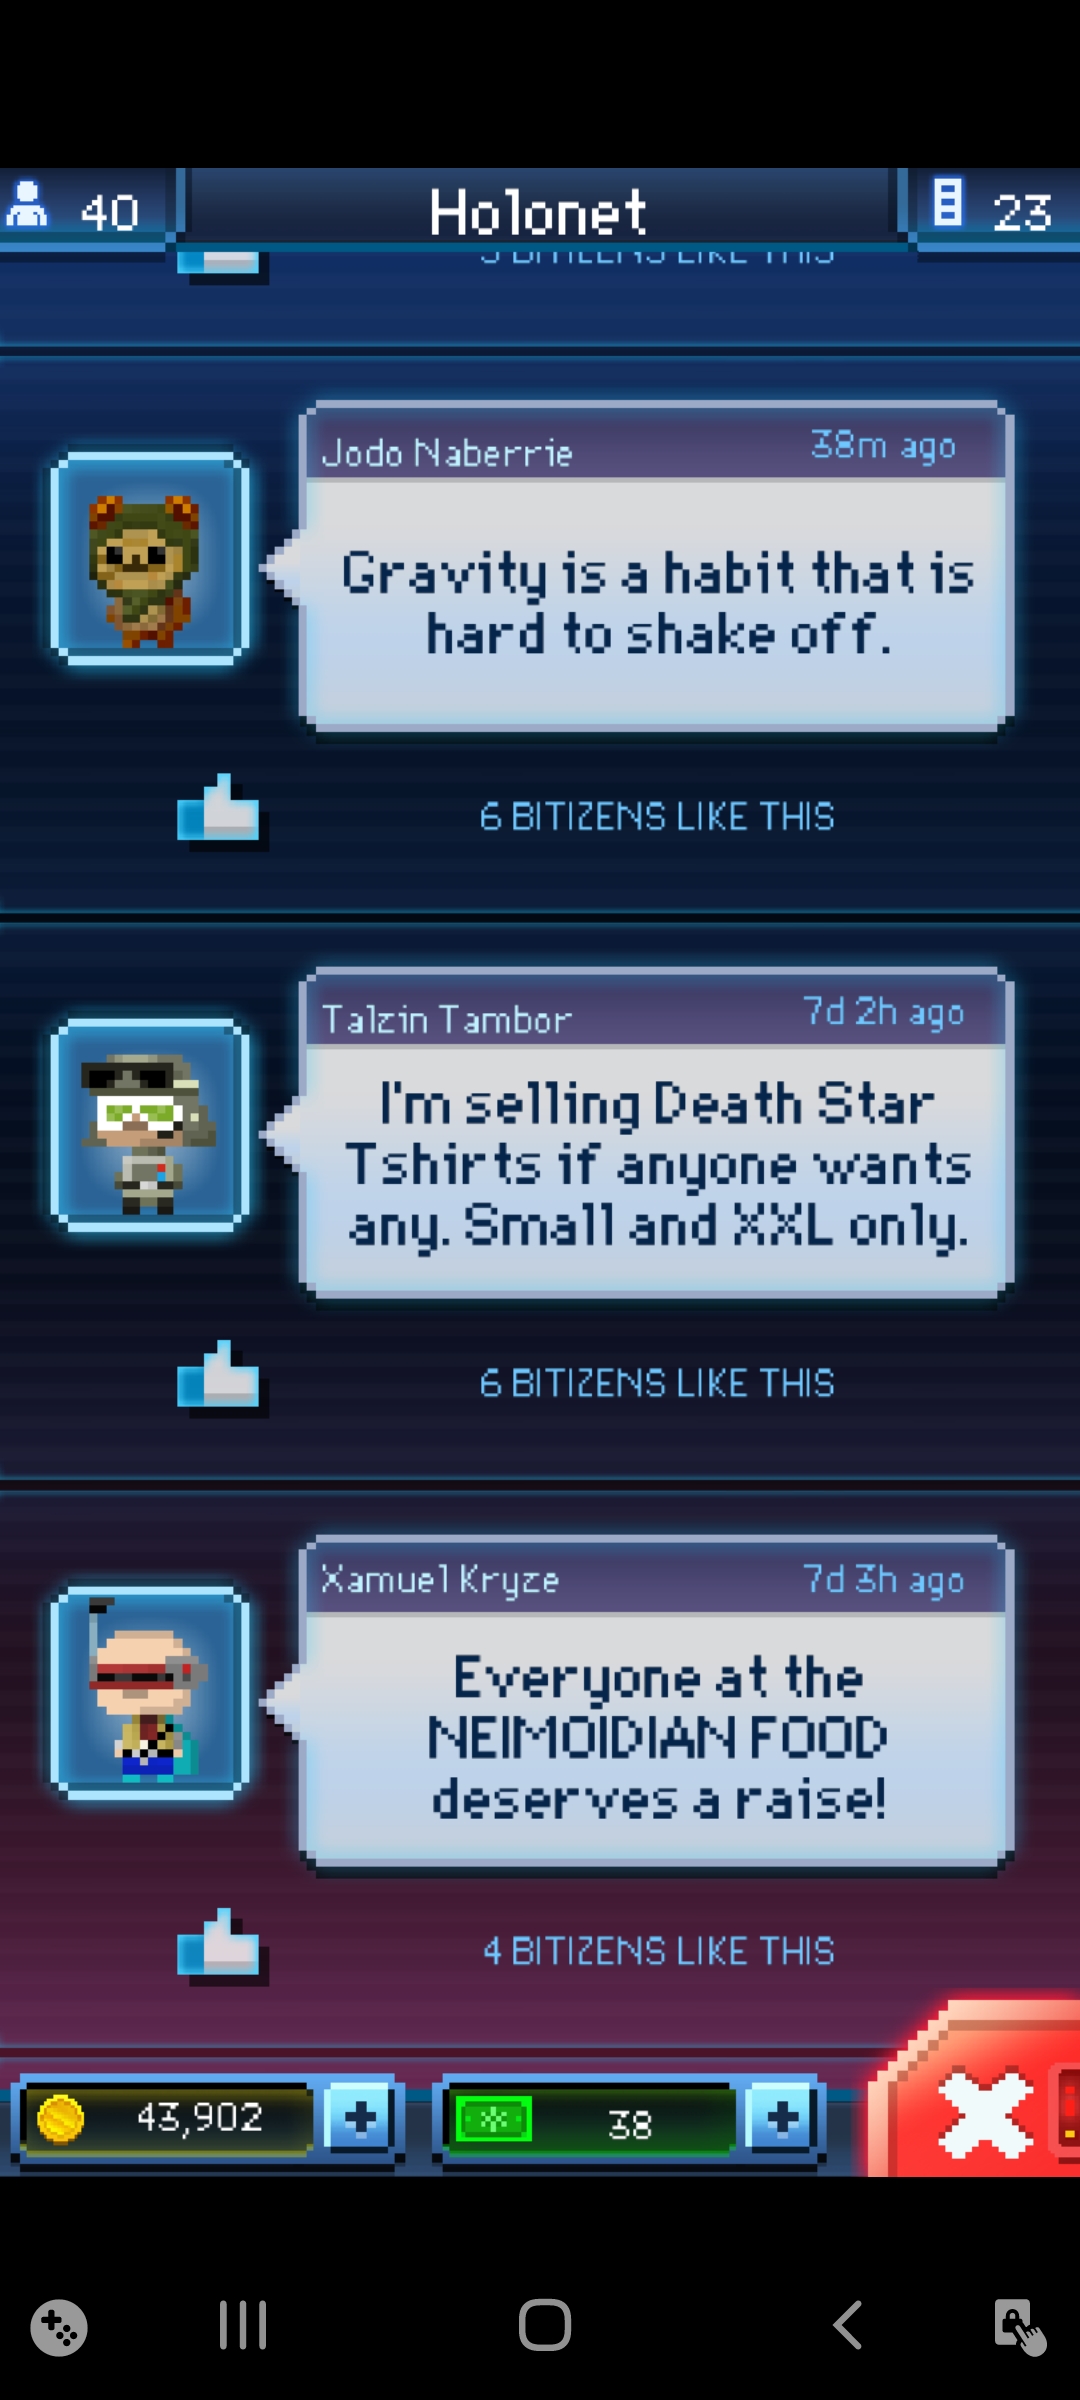 40
Holonet
23
BITIZENS LIKE THIS
Jodo Naberrie
38m ago
Gravity is a habit that is
hard to shake off.
6 BITIZENS LIKE THIS
Talzin Tambor
7d 2h ago
I'm selling Death Star
Tshirts if anyone wants
any. Small and XXL only.
6 BITIZENS LIKE THIS
Xamuel Kryze
7d 3h ago
Everyone at the
NEIMOIDIAN FOOD
deserves a raise!
4 BITIZENS LIKE THIS
43,902
38